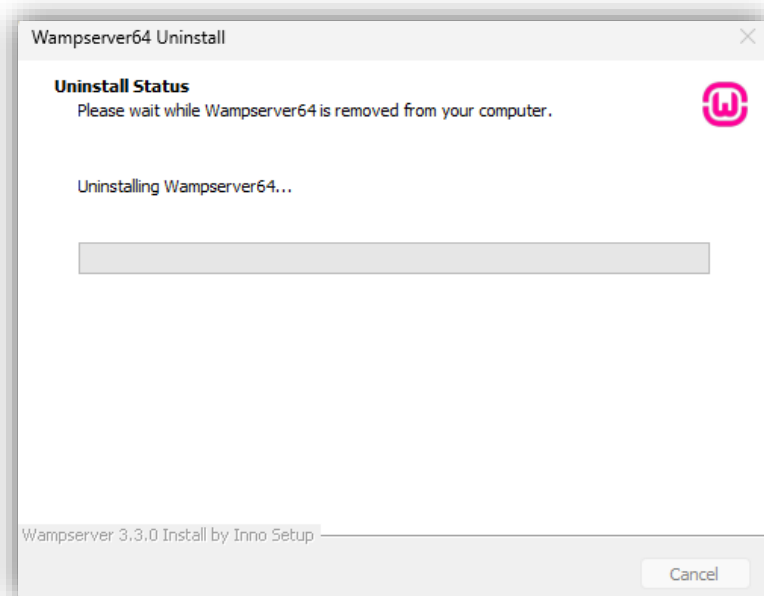 Wampserver64 Uninstall
Uninstall Status
Please wait while Wampserver64 is removed from your computer.
Uninstalling Wampserver64...
Wampserver 3.3.0 Install by Inno Setup
Cancel